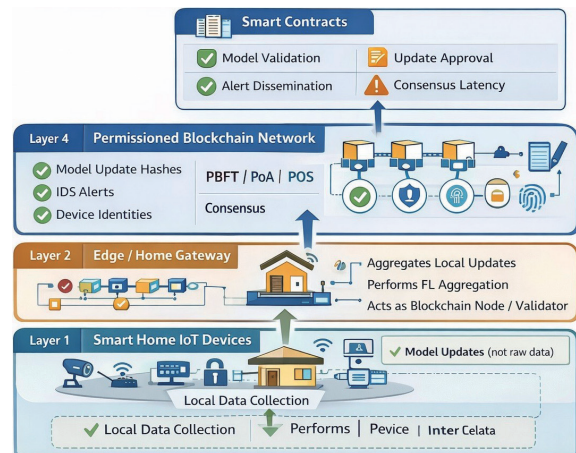 Smart Contracts
Model Validation
Update Approval
Alert Dissemination
Consensus Latency
Layer 4 Permissioned Blockchain Network
Model Update Hashes
IDS Alerts
Device Identities
PBFT / PoA | POS
Consensus
Layer 2 Edge / Home Gateway
Aggregates Local Updates
Performs FL Aggregation
Acts as Blockchain Node / Validator
Layer 1 Smart Home IoT Devices
Model Updates (not raw data)
Local Data Collection
Local Data Collection Performs | Pevice | Inter Celata